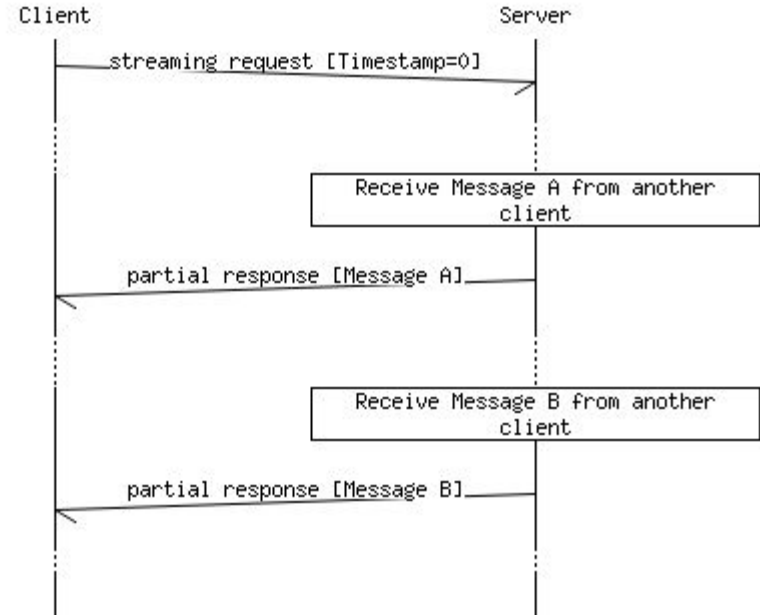 Client
Server
streaming request [Timestamp=0]
Receive Message A from another
client
partial response [Message A]
Receive Message B from another
client
partial response [Message B]